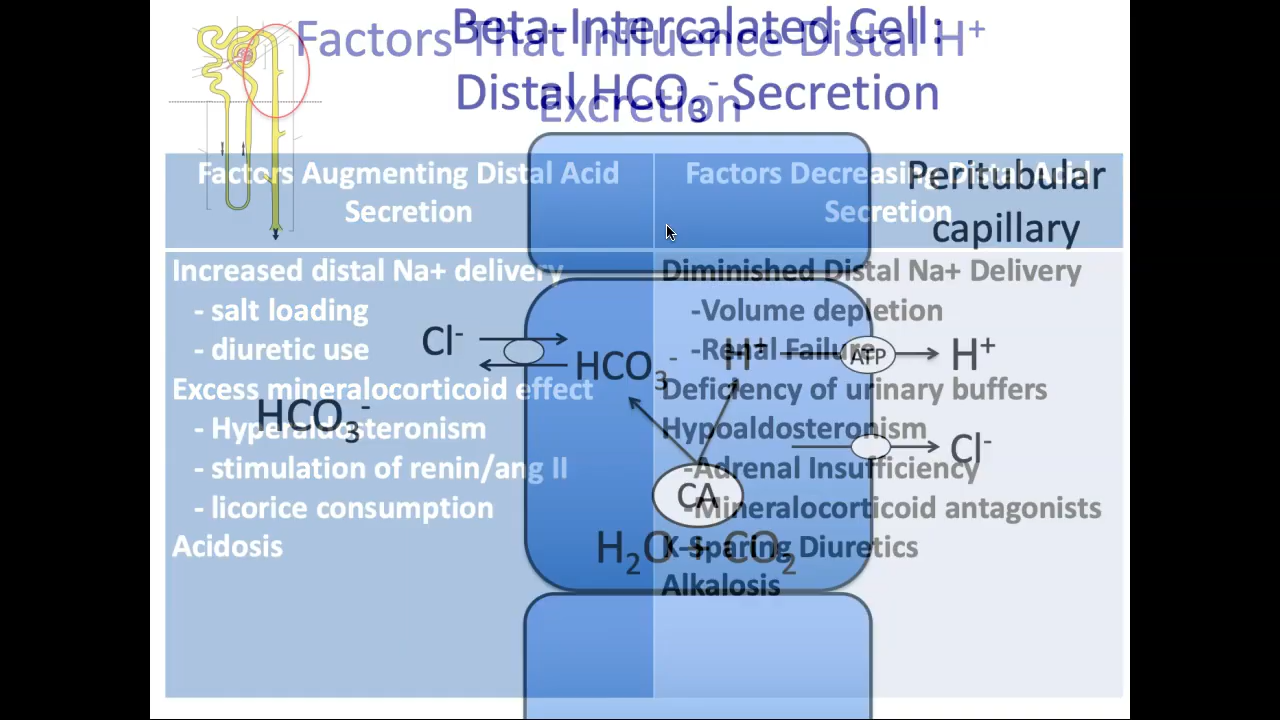 Factors That Influence Distal H+
Excretion
Factors Augmenting Distal Acid
Secretion
Increased distal Na+ delivery
- salt loading
- diuretic use
Excess mineralocorticoid effect
- Hyperaldosteronism
- stimulation of renin/ang II
- licorice consumption
Acidosis
Factors Decreasing Distal Acid
Secretion
Diminished Distal Na+ Delivery
-Volume depletion
-Renal Failure
Deficiency of urinary buffers
Hypoaldosteronism
-Adrenal Insufficiency
-Mineralocorticoid antagonists
K-Sparing Diuretics
Alkalosis
Beta-Intercalated Cell:
Distal HCO3- Secretion
Peritubular
capillary
Cl-
HCO3-
H+
ATP
H+
HCO3-
Cl-
CA
H2O + CO2